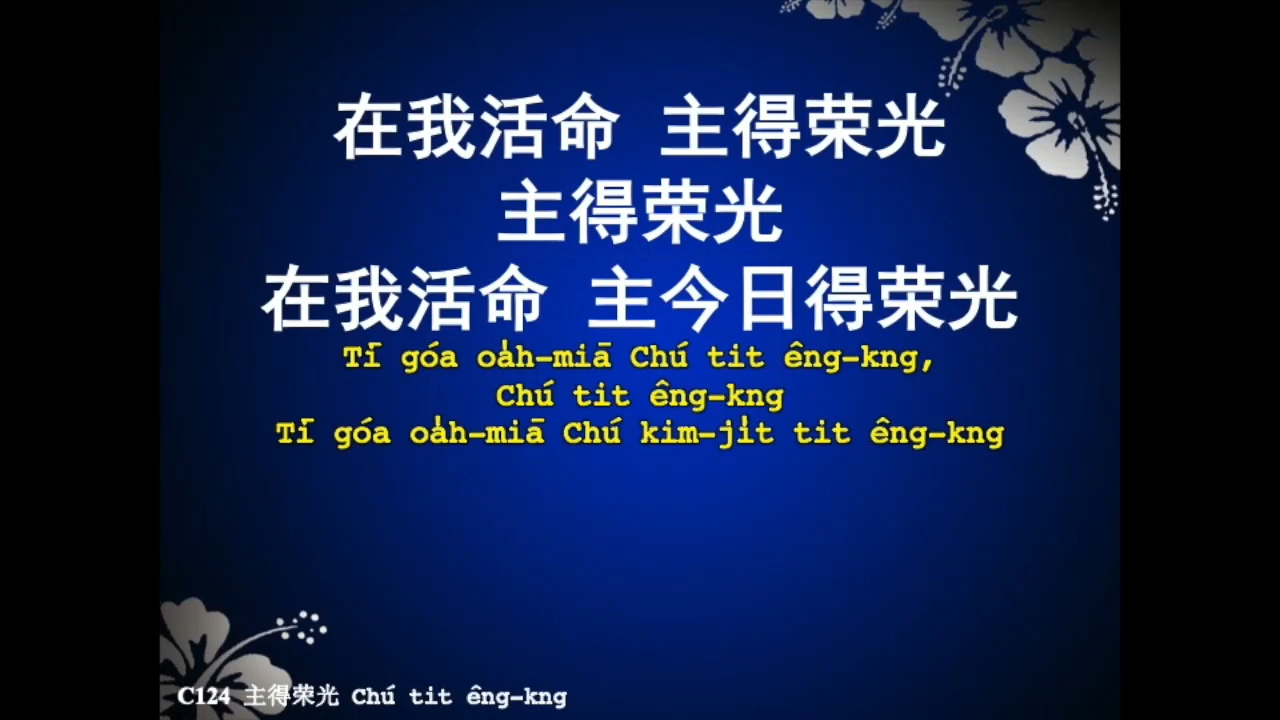 在我活命 主得荣光
主得荣光
在我活命 主今日得荣光
Tī góa oa̍h-miā Chú tit êng-kng,
Chú tit êng-kng
Tī góa oa̍h-miā Chú kim-ji̍t tit êng-kng
C124 主得荣光 Chú tit êng-kng